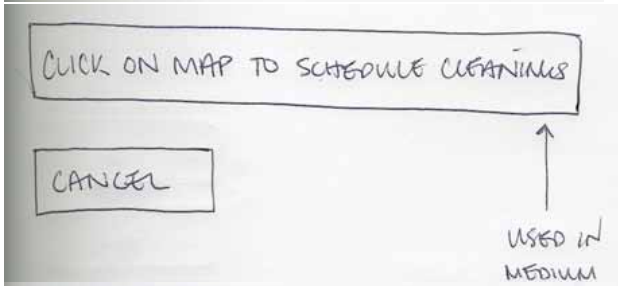 CLICK ON MAP TO SCHEDULE CLEANINGS
CANCEL
USED IN
MEDIUM